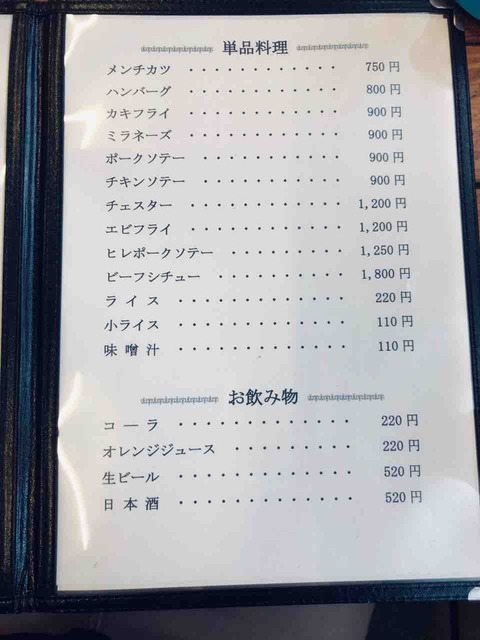 単品料理
メンチカツ ・・・・・・・・・・・・ 750円
ハンバーグ ・・・・・・・・・・・・ 800円
カキフライ ・・・・・・・・・・・・ 900円
ミラネーズ ・・・・・・・・・・・・ 900円
ポークソテー ・・・・・・・・・・・ 900円
チキンソテー ・・・・・・・・・・・ 900円
チェスター ・・・・・・・・・・・・ 1,200円
エビフライ ・・・・・・・・・・・・ 1,200円
ヒレポークソテー ・・・・・・・・・・ 1,250円
ビーフシチュー ・・・・・・・・・・・ 1,800円
ライス ・・・・・・・・・・・・・ 220円
小ライス ・・・・・・・・・・・・・ 110円
味噌汁 ・・・・・・・・・・・・・ 110円
お飲み物
コーラ ・・・・・・・・・・・・・ 220円
オレンジジュース ・・・・・・・・・ 220円
生ビール ・・・・・・・・・・・・・ 520円
日本酒 ・・・・・・・・・・・・・ 520円